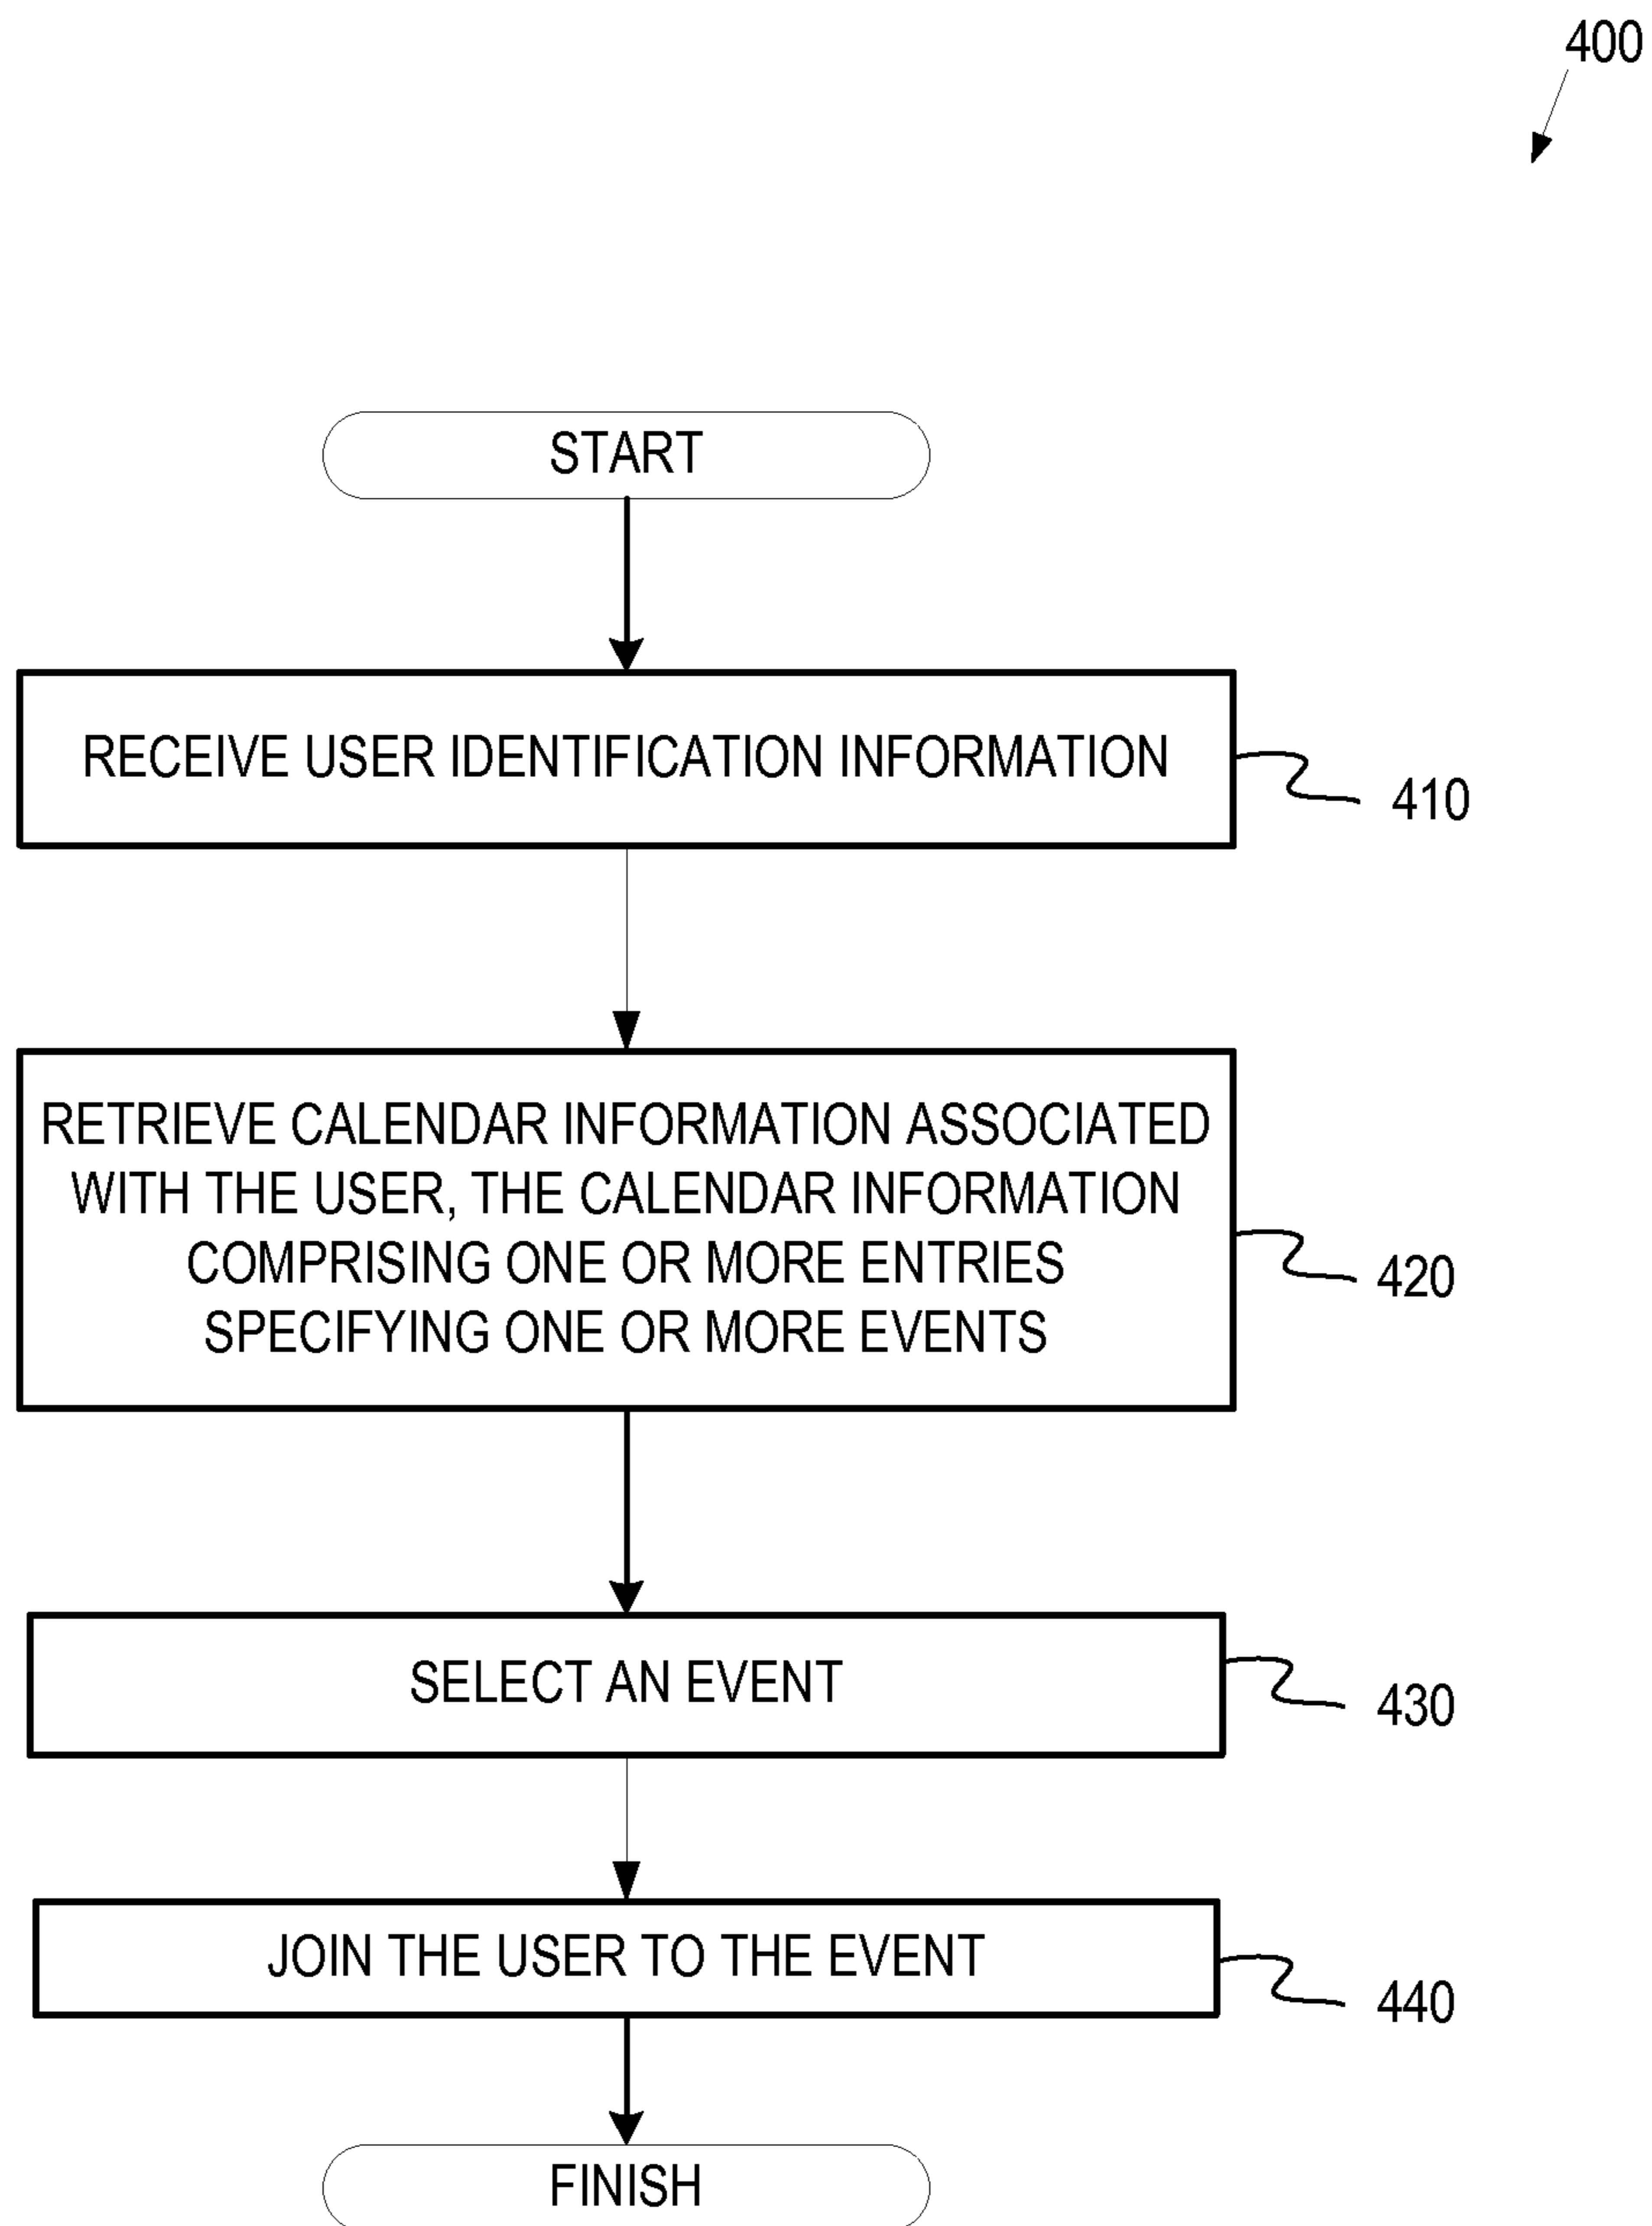 400
START
RECEIVE USER IDENTIFICATION INFORMATION
410
RETRIEVE CALENDAR INFORMATION ASSOCIATED
WITH THE USER, THE CALENDAR INFORMATION
COMPRISING ONE OR MORE ENTRIES
SPECIFYING ONE OR MORE EVENTS
420
SELECT AN EVENT
430
JOIN THE USER TO THE EVENT
440
FINISH